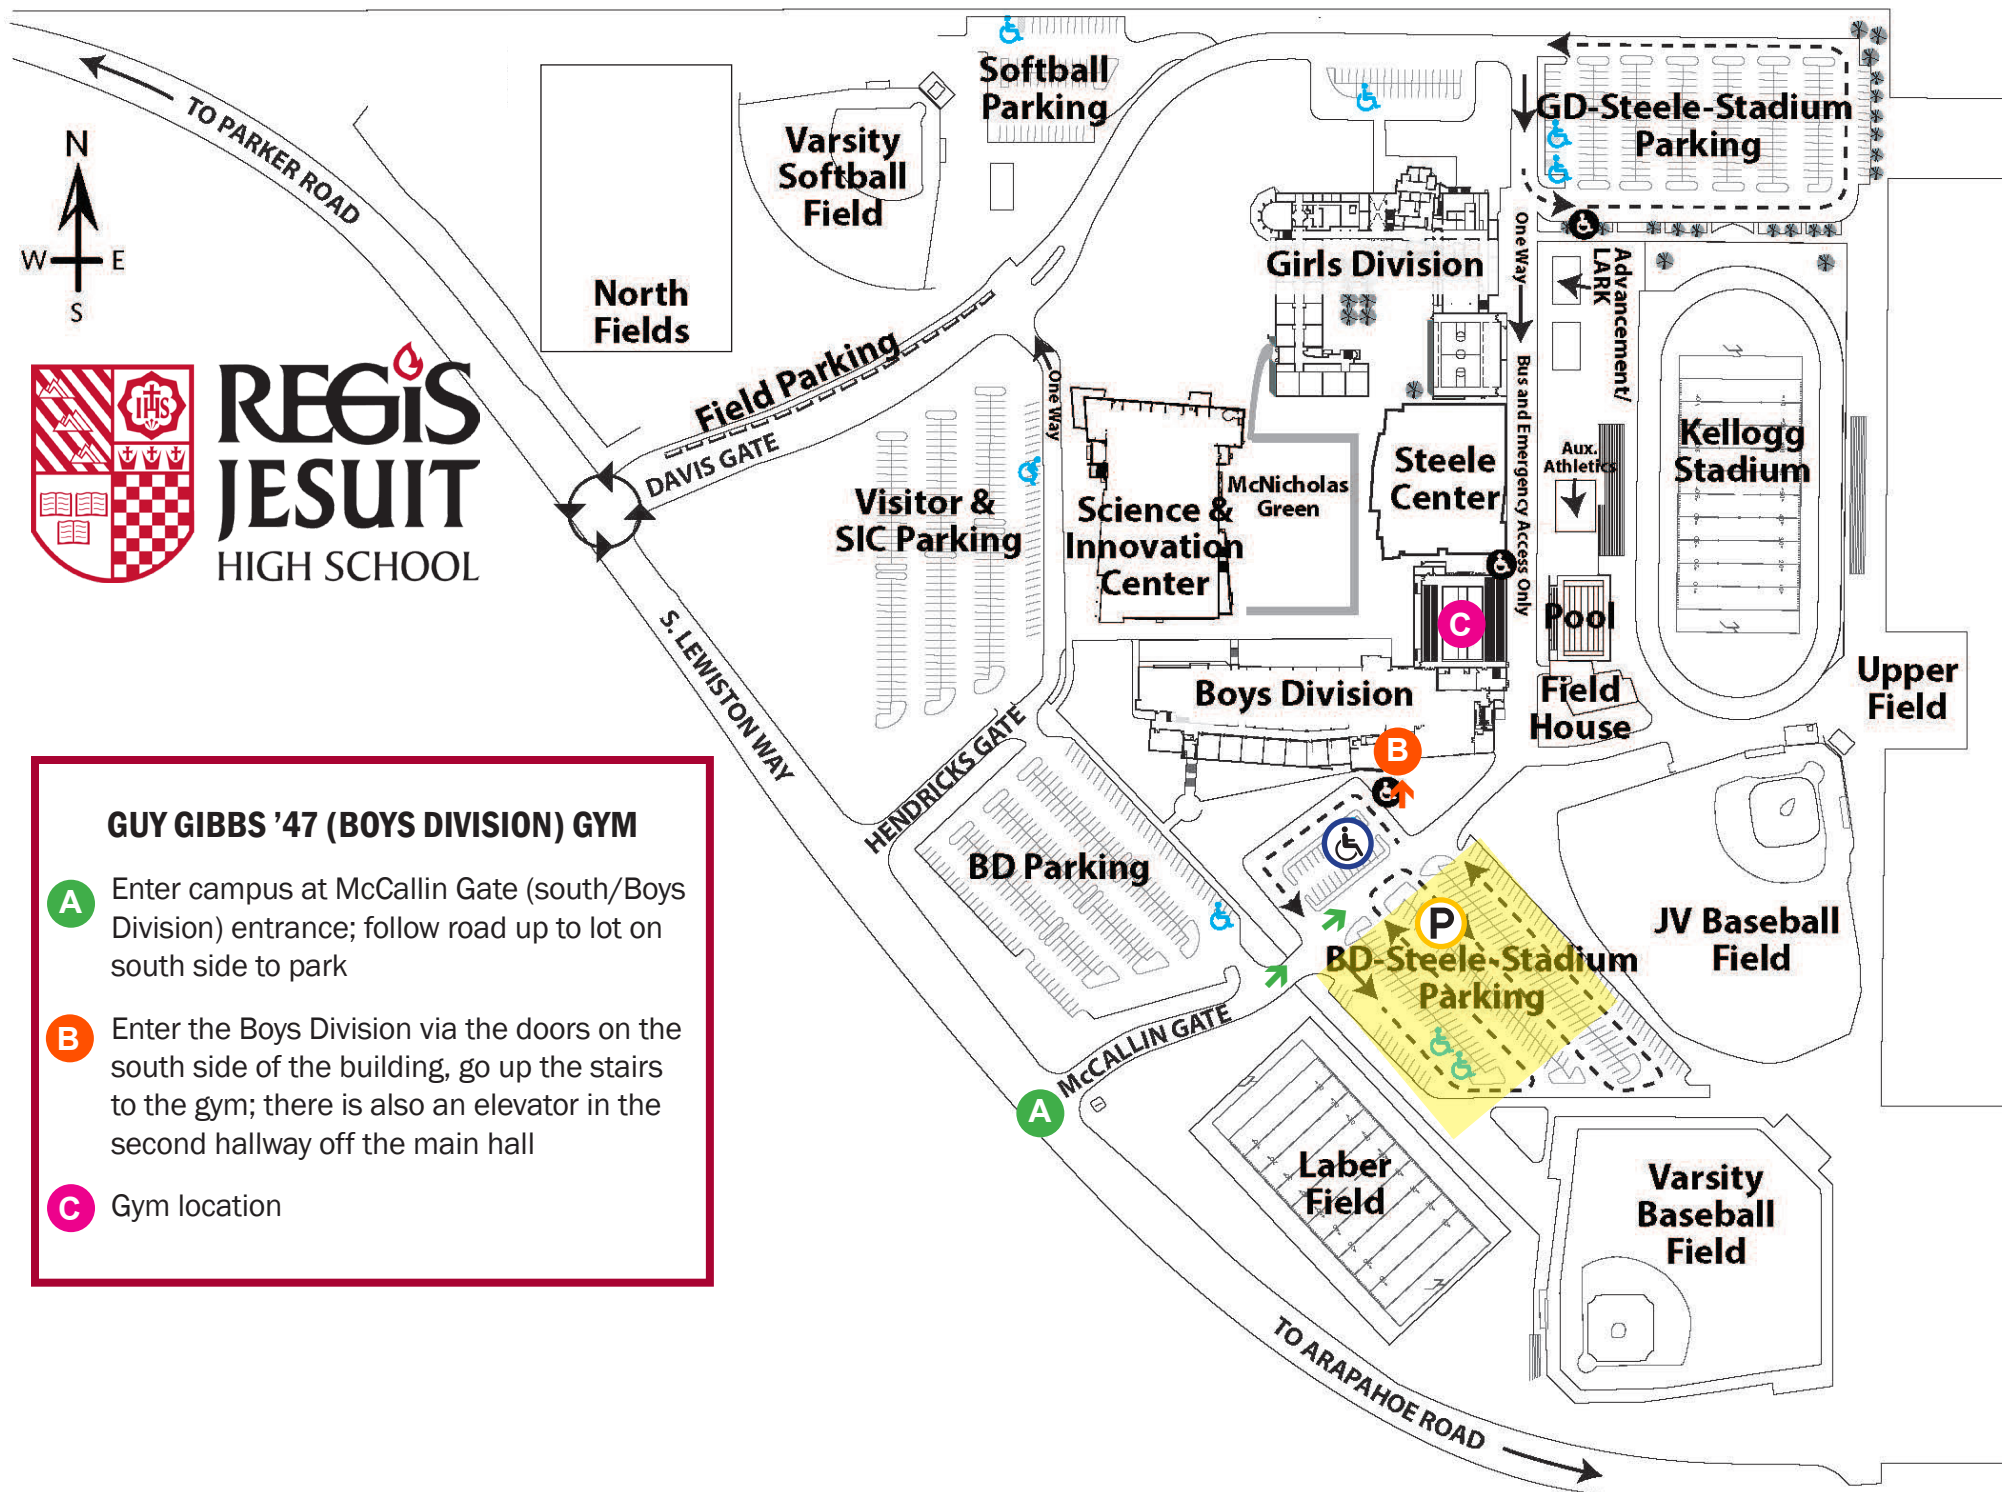 TO PARKER ROAD
N
W E
S
REGIS
JESUIT
HIGH SCHOOL
IHS
North
Fields
Varsity
Softball
Field
Softball
Parking
GD-Steele-Stadium
Parking
Girls Division
One Way
Bus and Emergency Access Only
Advancement/
LARK
Field Parking
DAVIS GATE
One Way
Visitor &
SIC Parking
Science &
Innovation
Center
McNicholas
Green
Steele
Center
Aux.
Athletics
Kellogg
Stadium
C
Pool
Field
House
Upper
Field
Boys Division
B
S. LEWISTON WAY
HENDRICKS GATE
BD Parking
P
BD-Steele-Stadium
Parking
JV Baseball
Field
McCALLIN GATE
A
Laber
Field
Varsity
Baseball
Field
TO ARAPAHOE ROAD
GUY GIBBS ’47 (BOYS DIVISION) GYM
A Enter campus at McCallin Gate (south/Boys
Division) entrance; follow road up to lot on
south side to park
B Enter the Boys Division via the doors on the
south side of the building, go up the stairs
to the gym; there is also an elevator in the
second hallway off the main hall
C Gym location